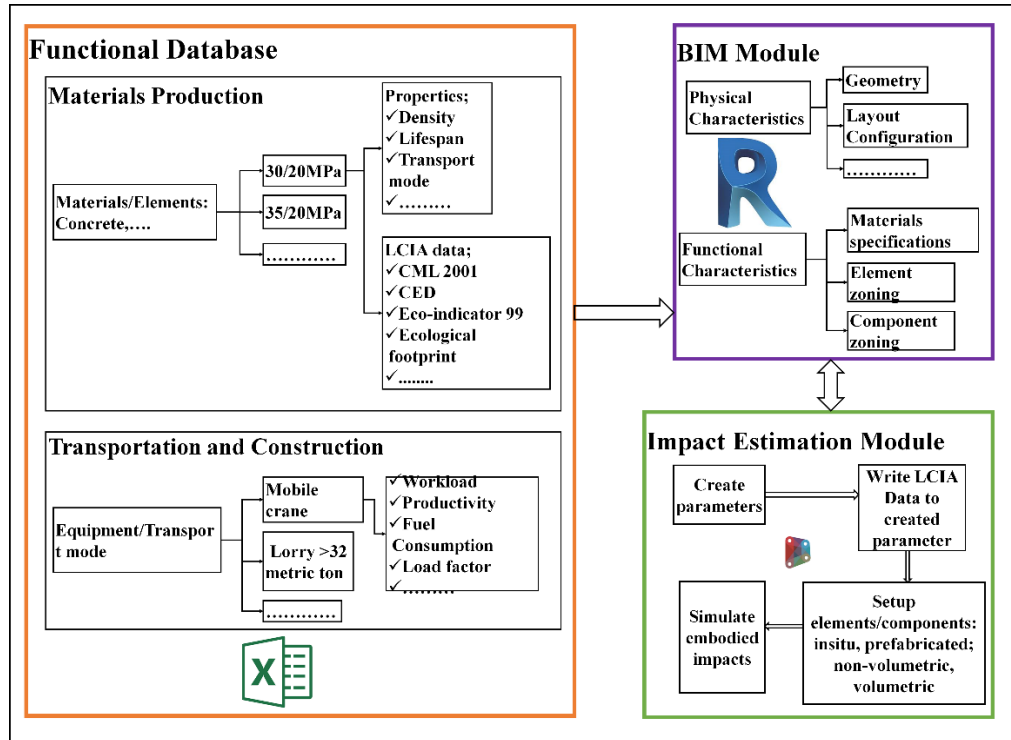 Functional Database
Materials Production
Materials/Elements:
Concrete,….
30/20MPa
35/20MPa
…………
Properties;
✓Density
✓Lifespan
✓Transport
mode
✓………
LCIA data;
✓CML 2001
✓CED
✓Eco-indicator 99
✓Ecological
footprint
✓........
Transportation and Construction
Equipment/Transpor
t mode
Mobile
crane
Lorry >32
metric ton
…………
✓Workload
✓Productivity
✓Fuel
Consumption
✓Load factor
✓………
X
BIM Module
Physical
Characteristics
Geometry
Layout
Configuration
…………
R
Functional
Characteristics
Materials
specifications
Element
zoning
Component
zoning
Impact Estimation Module
Create
parameters
Write LCIA
Data to
created
parameter
Setup
elements/components:
insitu, prefabricated;
non-volumetric,
volumetric
Simulate
embodied
impacts